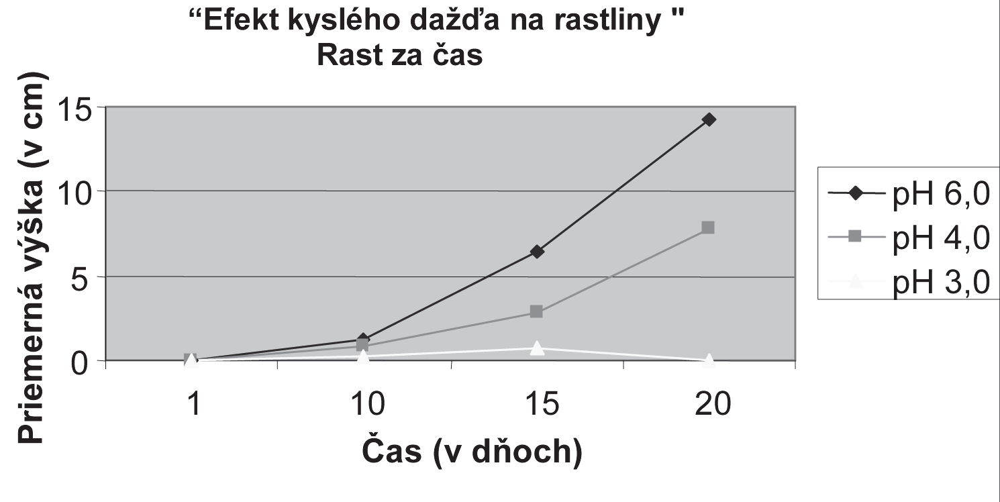 “Efekt kyslého dažďa na rastliny "
Rast za čas
Priemerná výška (v cm)
15
10
5
0
1 10 15 20
Čas (v dňoch)
pH 6,0
pH 4,0
pH 3,0